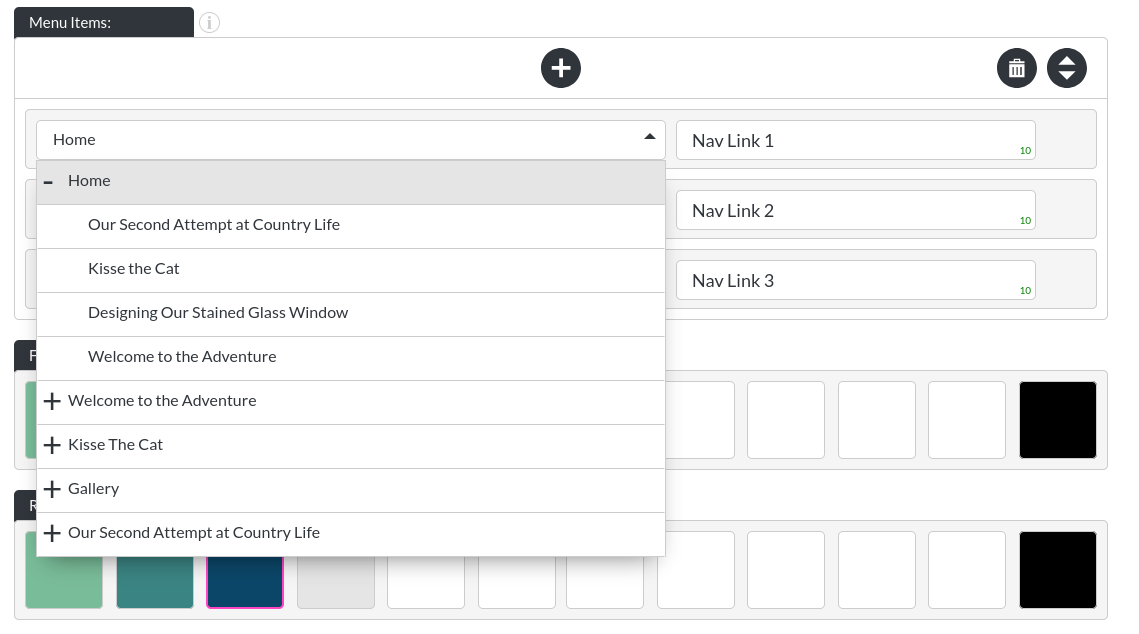 Menu Items:
Home
Nav Link 1
10
Home
Our Second Attempt at Country Life
Nav Link 2
10
Kisse the Cat
Nav Link 3
10
Designing Our Stained Glass Window
Welcome to the Adventure
F
Welcome to the Adventure
Kisse The Cat
Gallery
R
Our Second Attempt at Country Life